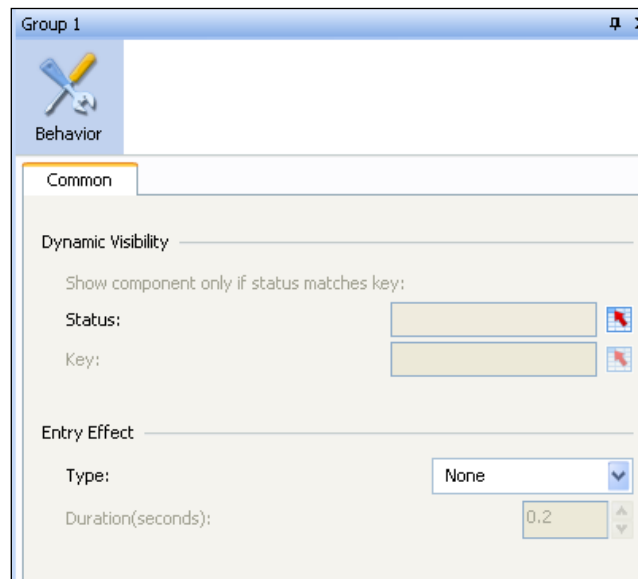 Group 1
Behavior
Common
Dynamic Visibility
Show component only if status matches key:
Status:
Key:
Entry Effect
Type: None
Duration(seconds): 0.2